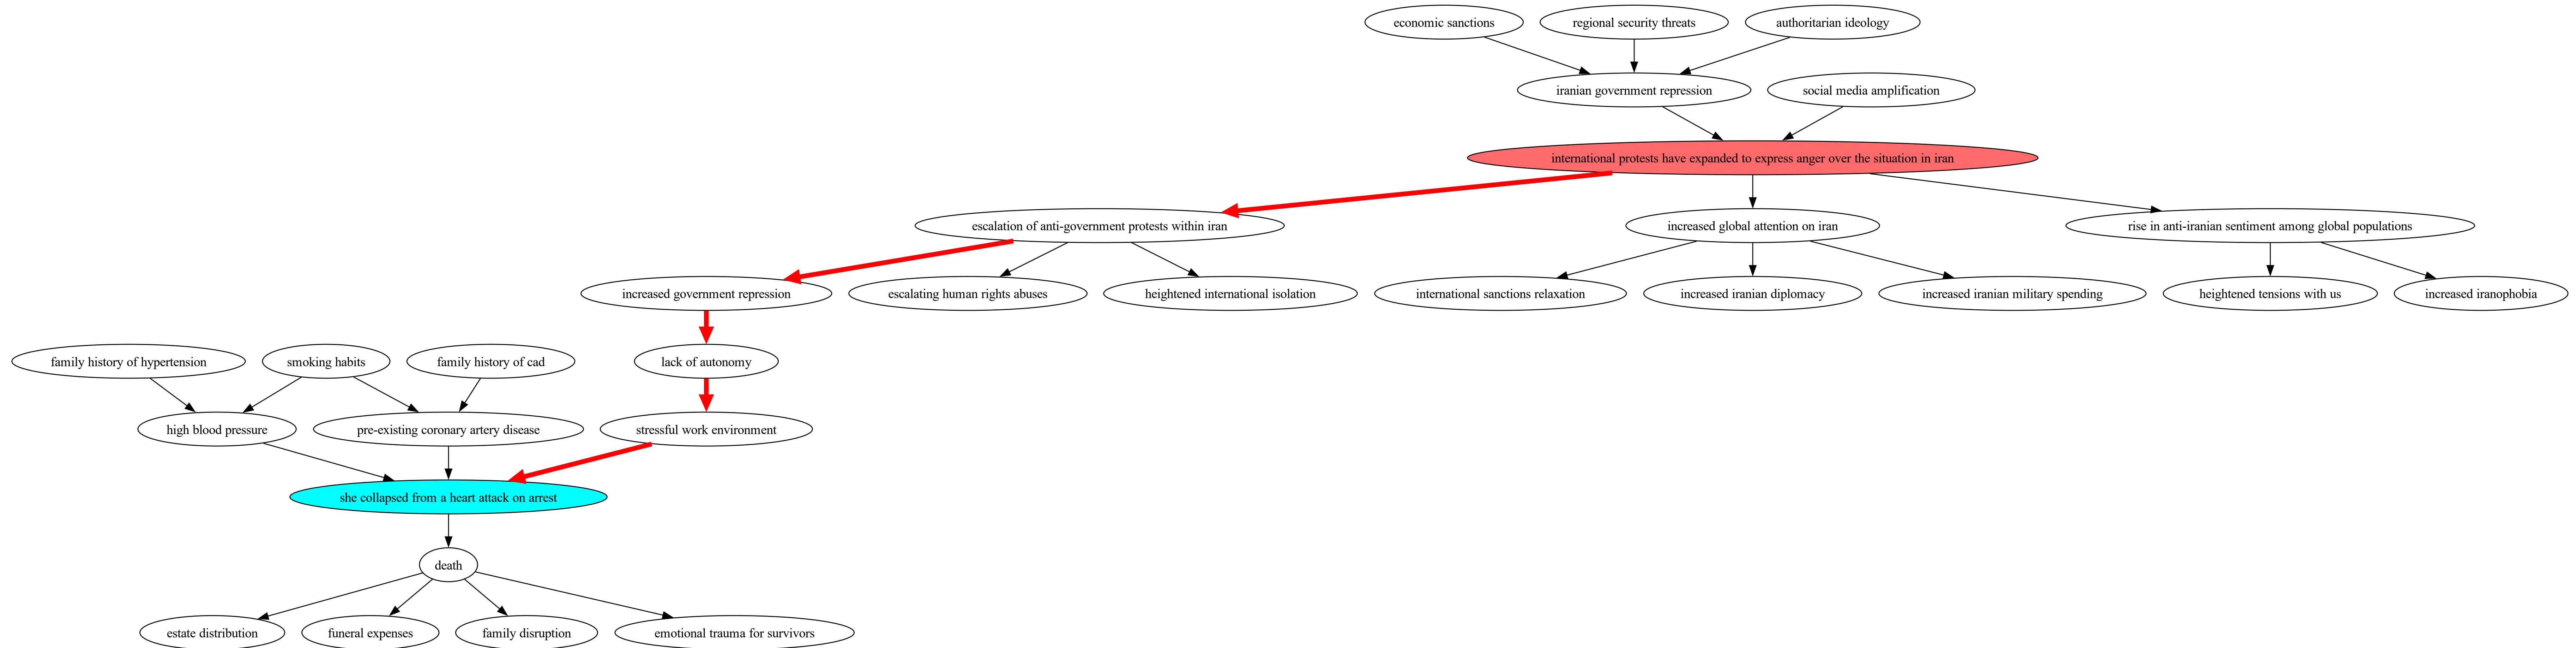 economic sanctions
regional security threats
authoritarian ideology
iranian government repression
social media amplification
international protests have expanded to express anger over the situation in iran
escalation of anti-government protests within iran
increased global attention on iran
rise in anti-iranian sentiment among global populations
increased government repression
escalating human rights abuses
heightened international isolation
international sanctions relaxation
increased iranian diplomacy
increased iranian military spending
heightened tensions with us
increased iranophobia
family history of hypertension
smoking habits
family history of cad
lack of autonomy
high blood pressure
pre-existing coronary artery disease
stressful work environment
she collapsed from a heart attack on arrest
death
estate distribution
funeral expenses
family disruption
emotional trauma for survivors